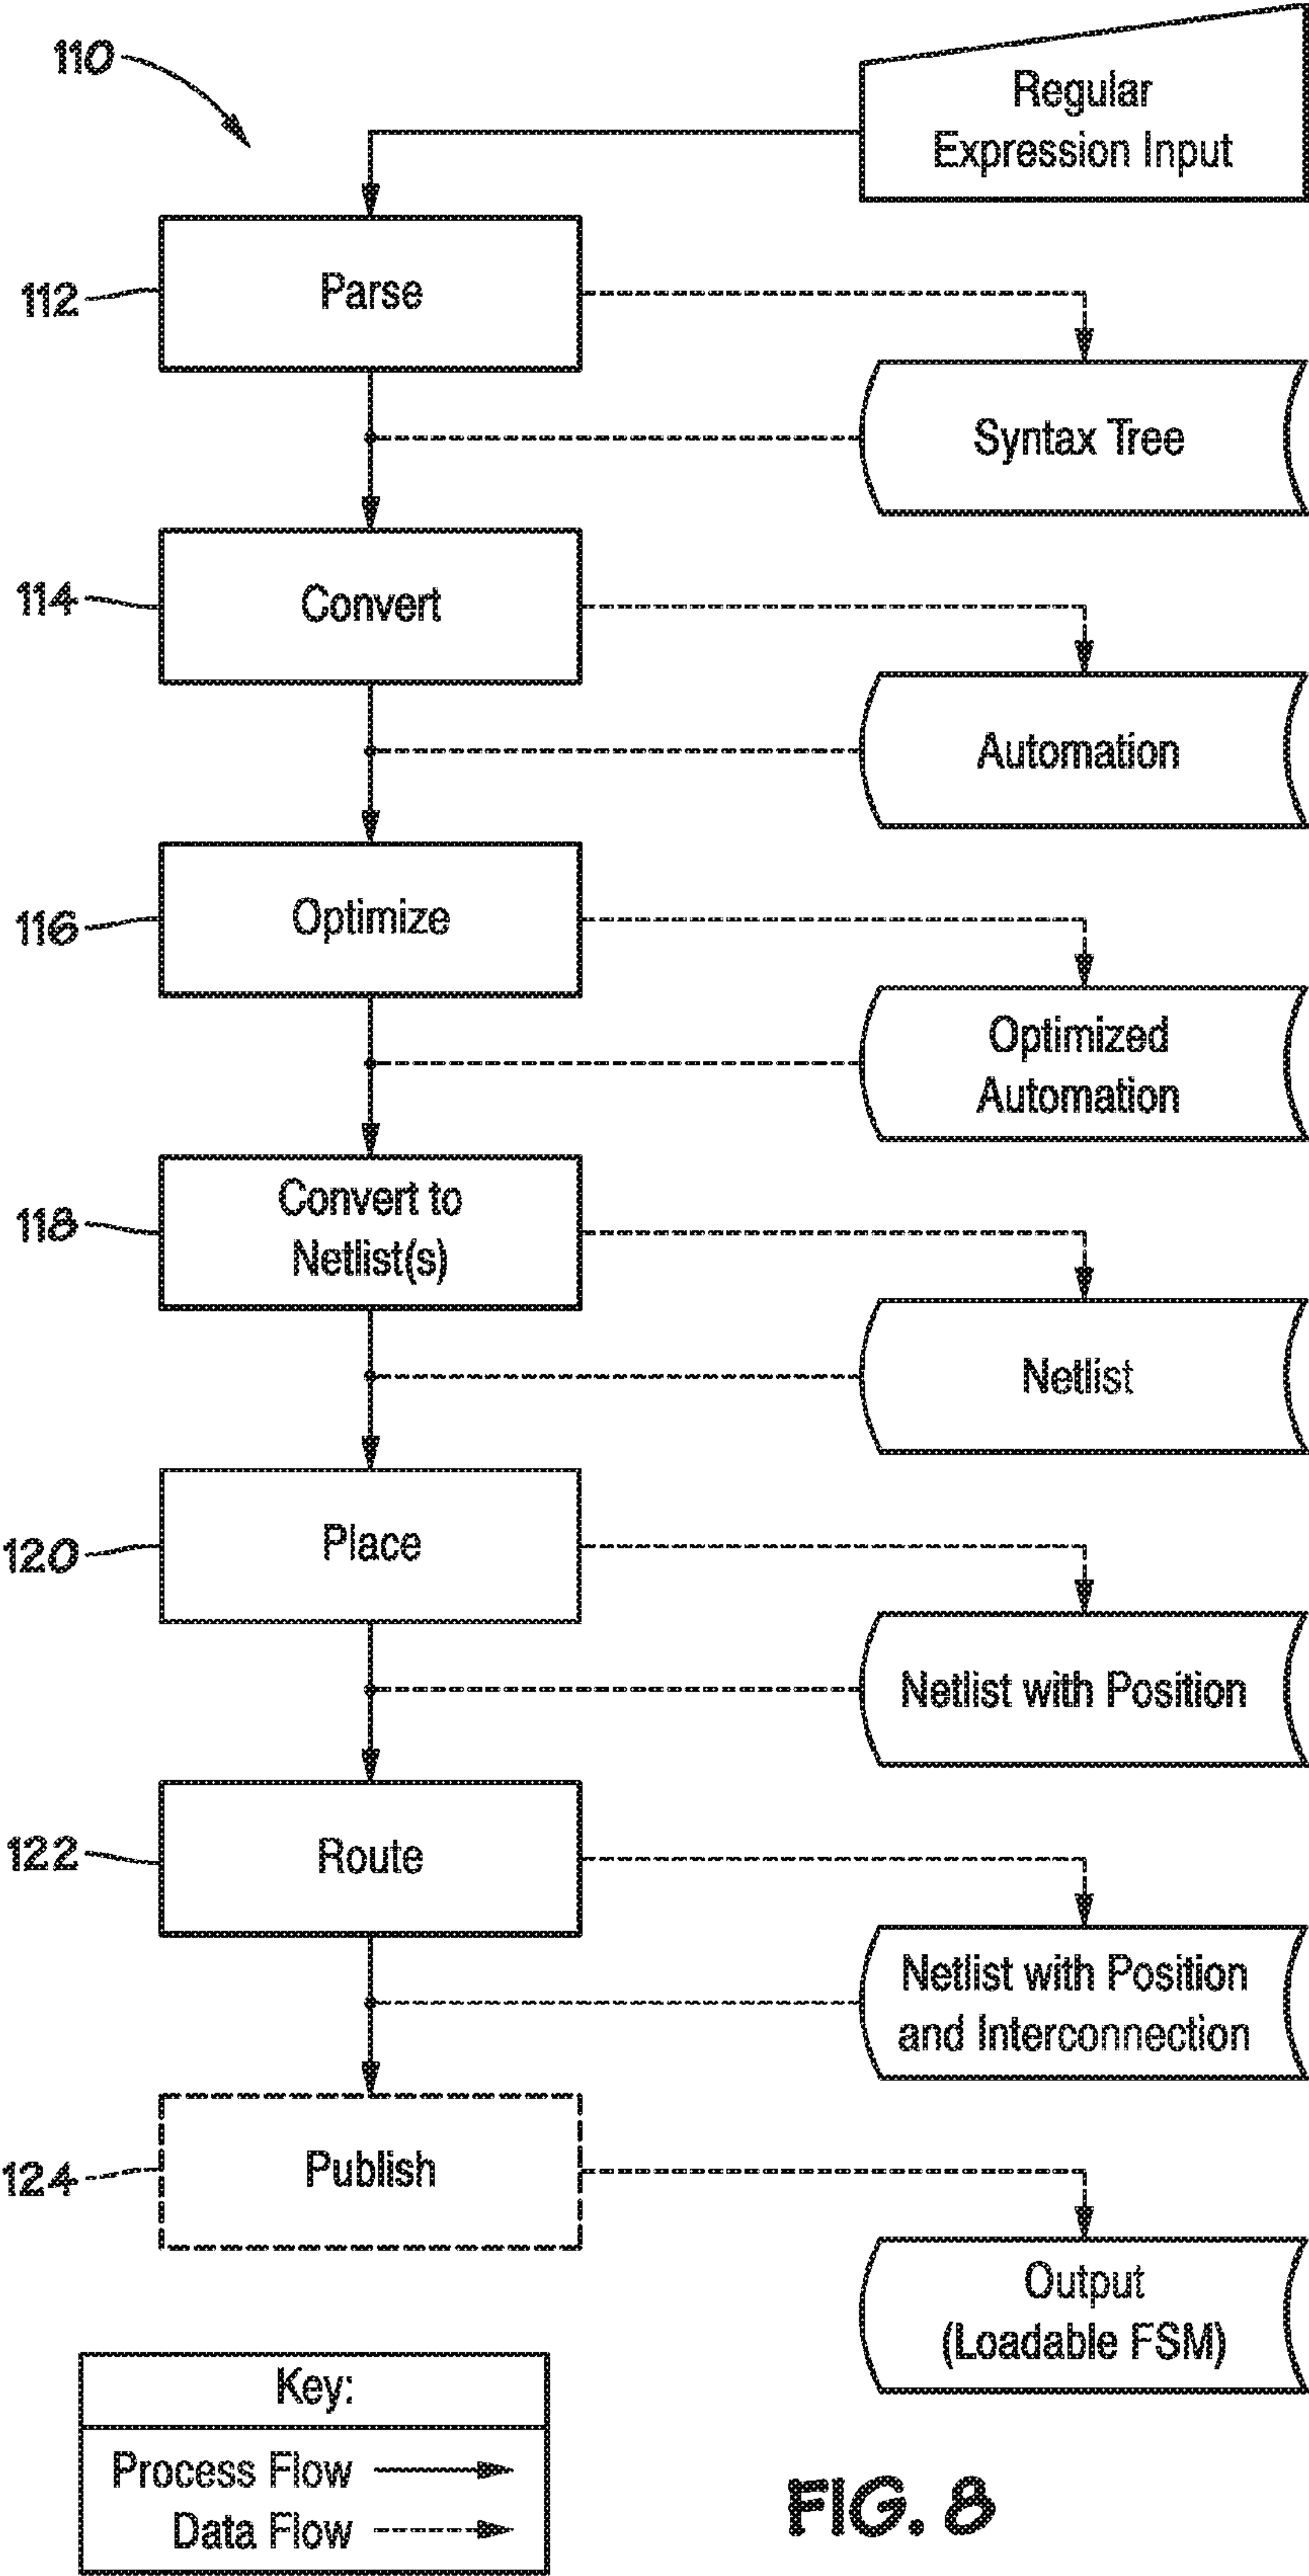 110
Regular
Expression Input
112
Parse
Syntax Tree
114
Convert
Automation
116
Optimize
Optimized
Automation
118
Convert to
Netlist(s)
Netlist
120
Place
Netlist with Position
122
Route
Netlist with Position
and Interconnection
124
Publish
Output
(Loadable FSM)
Key:
Process Flow
Data Flow
FIG. 8